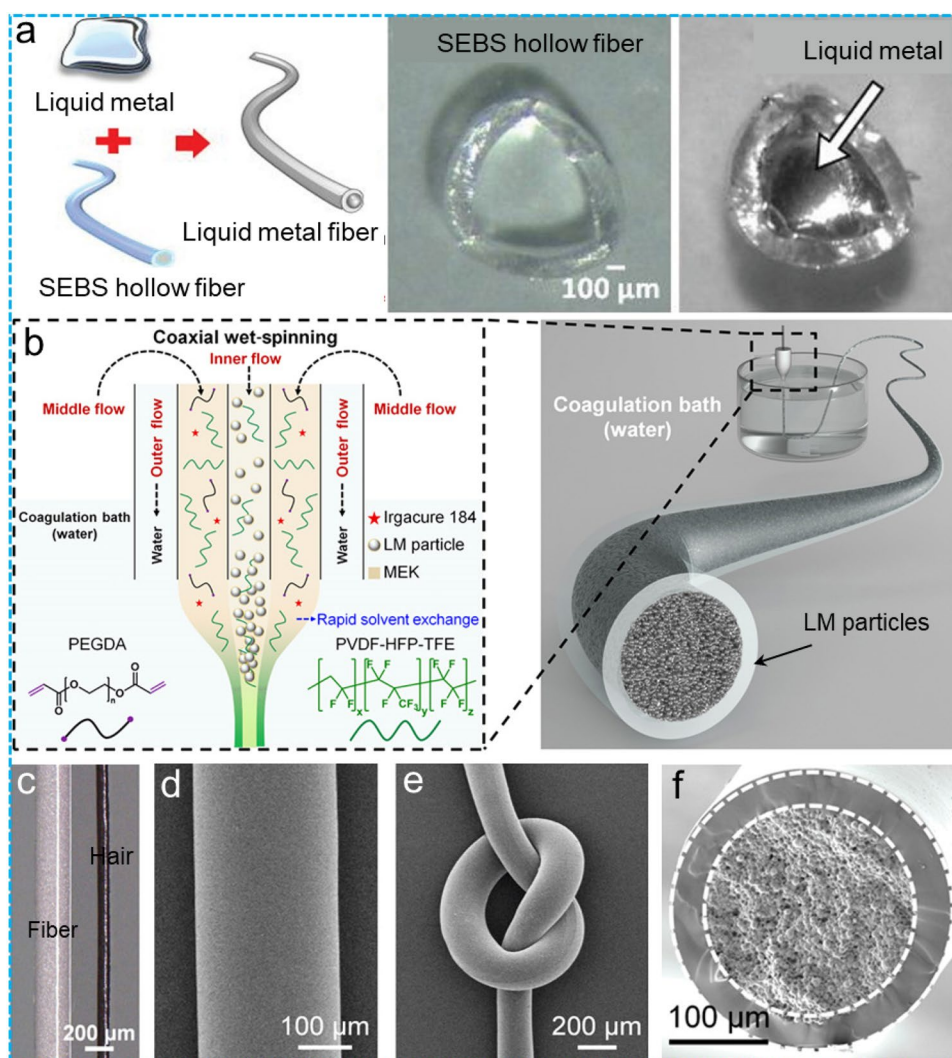 a
Liquid metal
SEBS hollow fiber
Liquid metal fiber
SEBS hollow fiber
100 µm
Liquid metal
b
Coaxial wet-spinning
Inner flow
Middle flow
Middle flow
Outer flow
Outer flow
Coagulation bath
(water)
Water
Water
Irgacure 184
LM particle
MEK
Rapid solvent exchange
PEGDA
O
O
n
O
O
PVDF-HFP-TFE
F F F F F F
F F x F CF3 y F F z
Coagulation bath
(water)
LM particles
c
Hair
Fiber
200 µm
d
100 µm
e
200 µm
f
100 µm